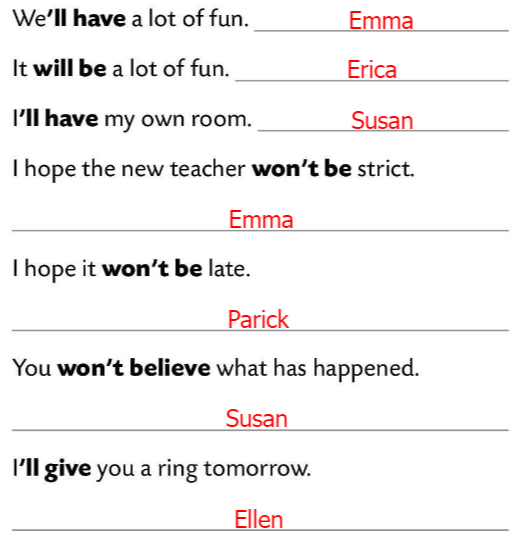 We'll have a lot of fun. Emma
It will be a lot of fun. Erica
I'll have my own room. Susan
I hope the new teacher won't be strict.
Emma
I hope it won't be late.
Parick
You won't believe what has happened.
Susan
I'll give you a ring tomorrow.
Ellen